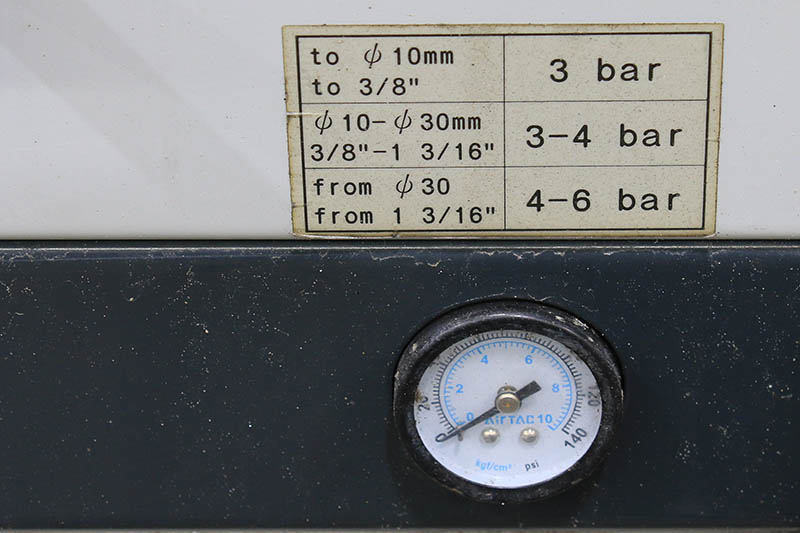 to ψ 10mm
to 3/8"
3 bar
ψ 10-ψ 30mm
3/8"-1 3/16"
3-4 bar
from ψ 30
from 1 3/16"
4-6 bar
4 6
2 8
0 10
AirTAC
0 20 120 140
kgf/cm² psi